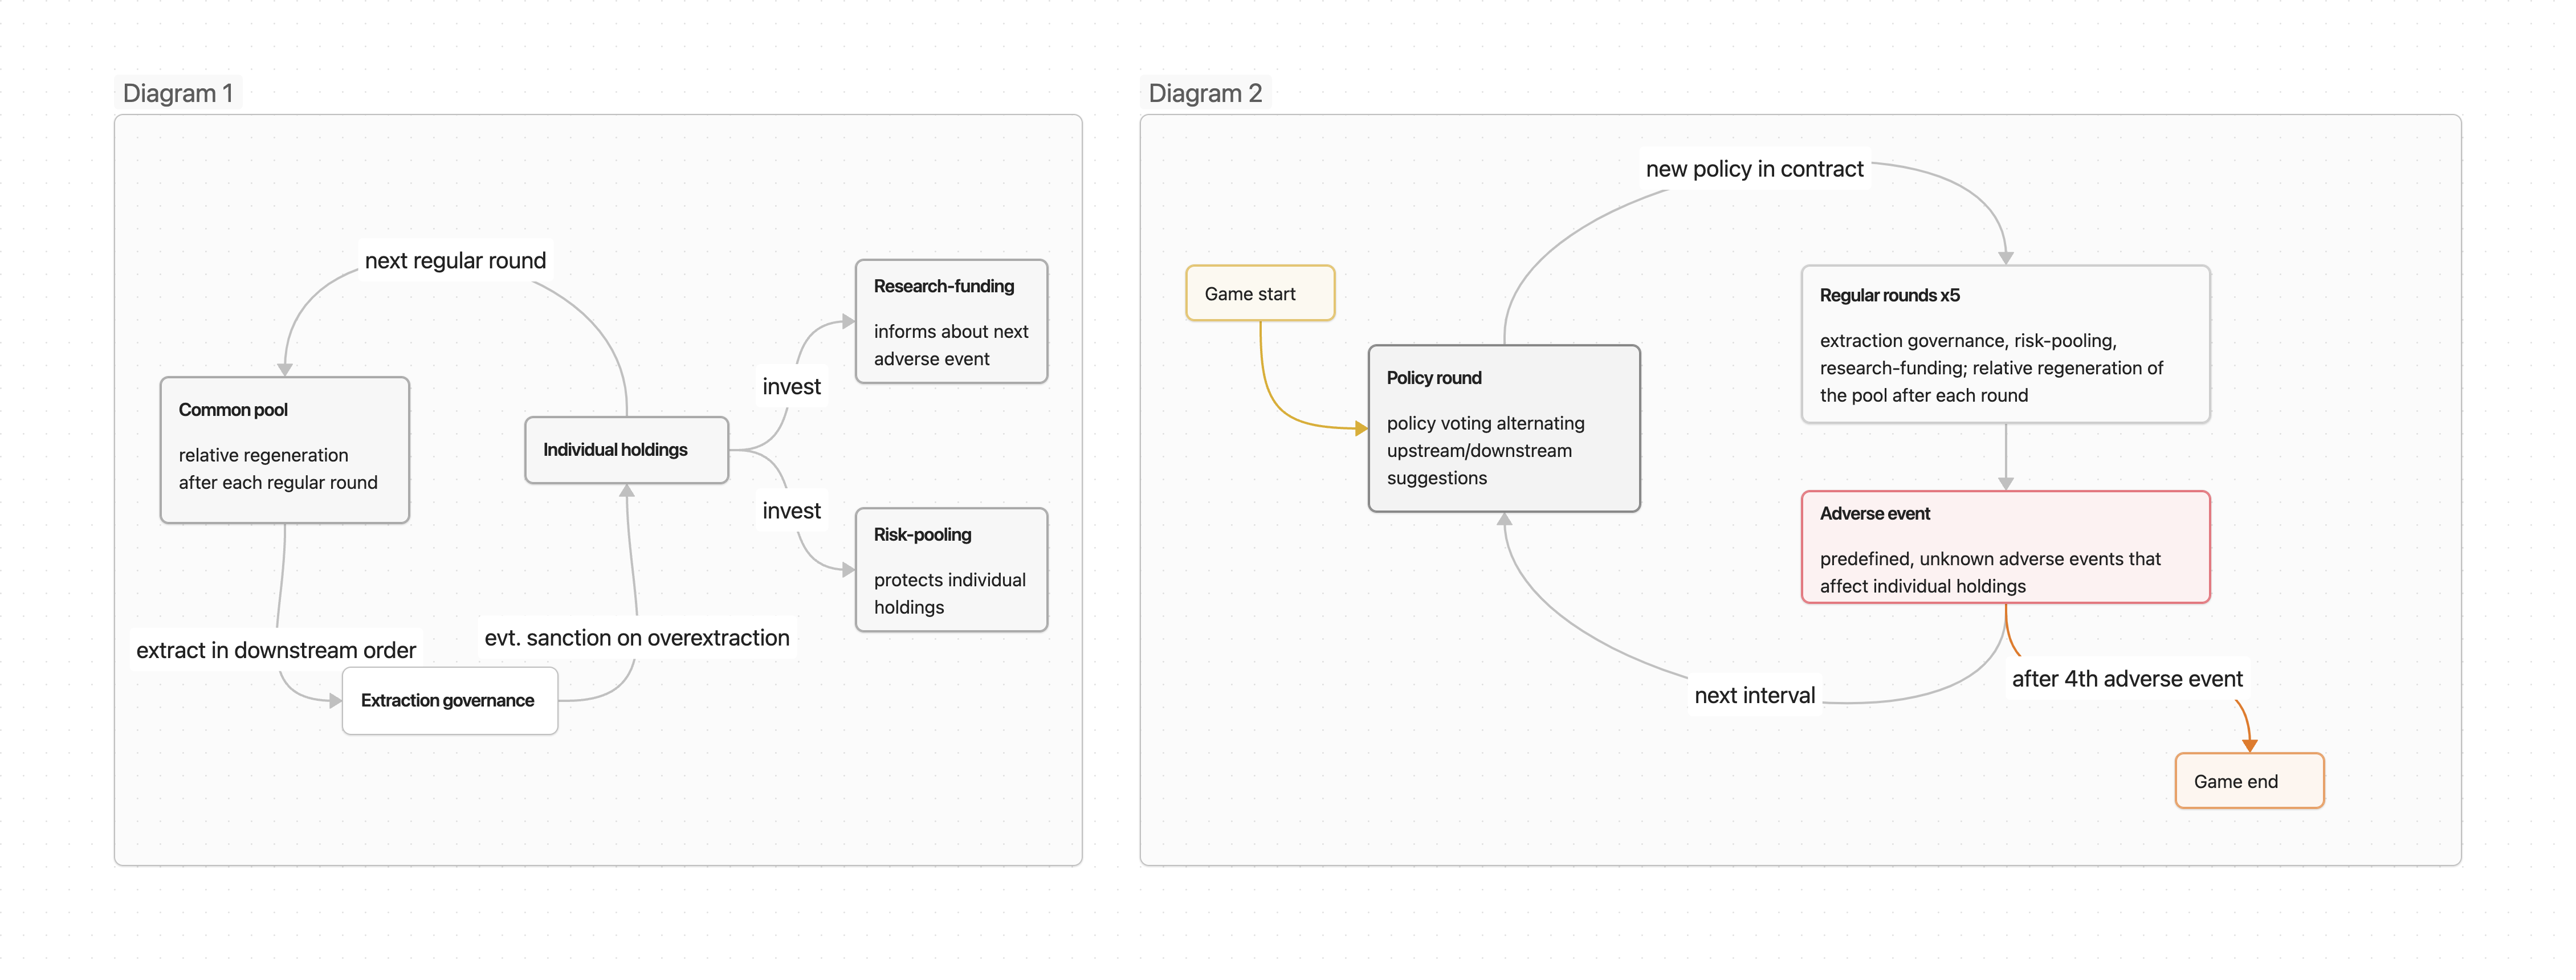 Diagram 1
next regular round
Research-funding
informs about next
adverse event
invest
Common pool
relative regeneration
after each regular round
Individual holdings
invest
Risk-pooling
protects individual
holdings
extract in downstream order
evt. sanction on overextraction
Extraction governance
Diagram 2
new policy in contract
Game start
Regular rounds x5
extraction governance, risk-pooling,
research-funding; relative regeneration of
the pool after each round
Policy round
policy voting alternating
upstream/downstream
suggestions
Adverse event
predefined, unknown adverse events that
affect individual holdings
after 4th adverse event
next interval
Game end